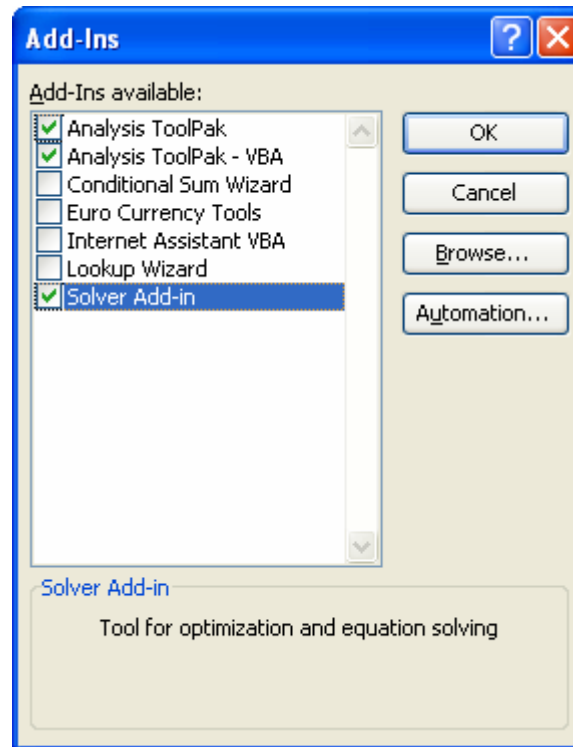 Add-Ins
Add-Ins available:
Analysis ToolPak
Analysis ToolPak - VBA
Conditional Sum Wizard
Euro Currency Tools
Internet Assistant VBA
Lookup Wizard
Solver Add-in
OK
Cancel
Browse...
Automation...
Solver Add-in
Tool for optimization and equation solving